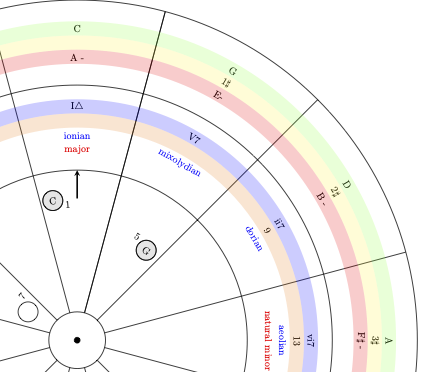 C
A -
I△
ionian
major
C 1
G
1♯
E-
V7
mixolydian
5
G
D
2♯
B -
ii7
9
dorian
A
3♯
F♯ -
vi7
13
aeolian
natural minor
7